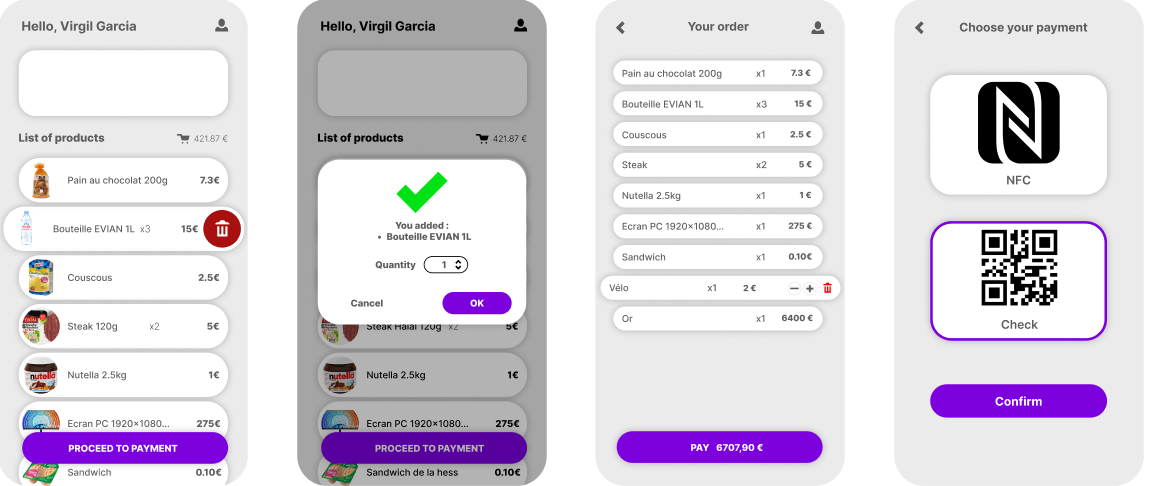 Hello, Virgil Garcia
List of products
421.87 €
Pain au chocolat 200g
7.3€
Bouteille EVIAN 1L x3
15€
Couscous
2.5€
Steak 120g x2
5€
nutella
Nutella 2.5kg
1€
Ecran PC 1920x1080...
275€
PROCEED TO PAYMENT
Sandwich
0.10€
Hello, Virgil Garcia
List of products
421.87 €
You added :
• Bouteille EVIAN 1L
Quantity 1
Cancel
OK
Steak Halal 120g x2
5€
nutella
Nutella 2.5kg
1€
Ecran PC 1920x1080...
275€
PROCEED TO PAYMENT
Sandwich de la hess
0.10€
Your order
Pain au chocolat 200g x1 7.3 €
Bouteille EVIAN 1L x3 15 €
Couscous x1 2.5 €
Steak x2 5 €
Nutella 2.5kg x1 1 €
Ecran PC 1920x1080... x1 275 €
Sandwich x1 0.10€
Vélo x1 2 €
Or x1 6400 €
PAY 6707,90 €
Choose your payment
NFC
Check
Confirm